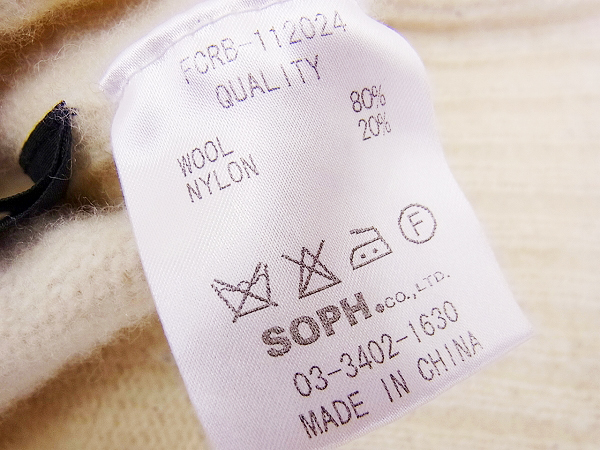 FCRB-112024
QUALITY
WOOL 80%
NYLON 20%
F
SOPH.CO.,LTD.
03-3402-1630
MADE IN CHINA